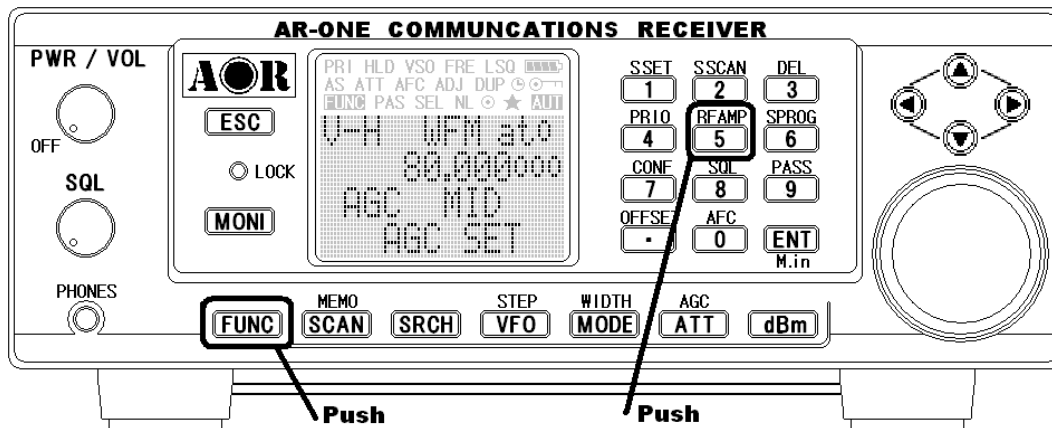 AR-ONE COMMUNCATIONS RECEIVER
PWR / VOL
OFF
SQL
PHONES
AOR
ESC
LOCK
MONI
PRI HLD VSO FRE LSQ
AS ATT AFC ADJ DUP
FUNC PAS SEL NL AUT
V-H WFM ato
80.000000
AGC MID
AGC SET
SSET SSCAN DEL
1 2 3
PRIO RFAMP SPROG
4 5 6
CONF SQL PASS
7 8 9
OFFSET AFC
. 0 ENT
M.in
MEMO STEP WIDTH AGC
FUNC SCAN SRCH VFO MODE ATT dBm
Push Push